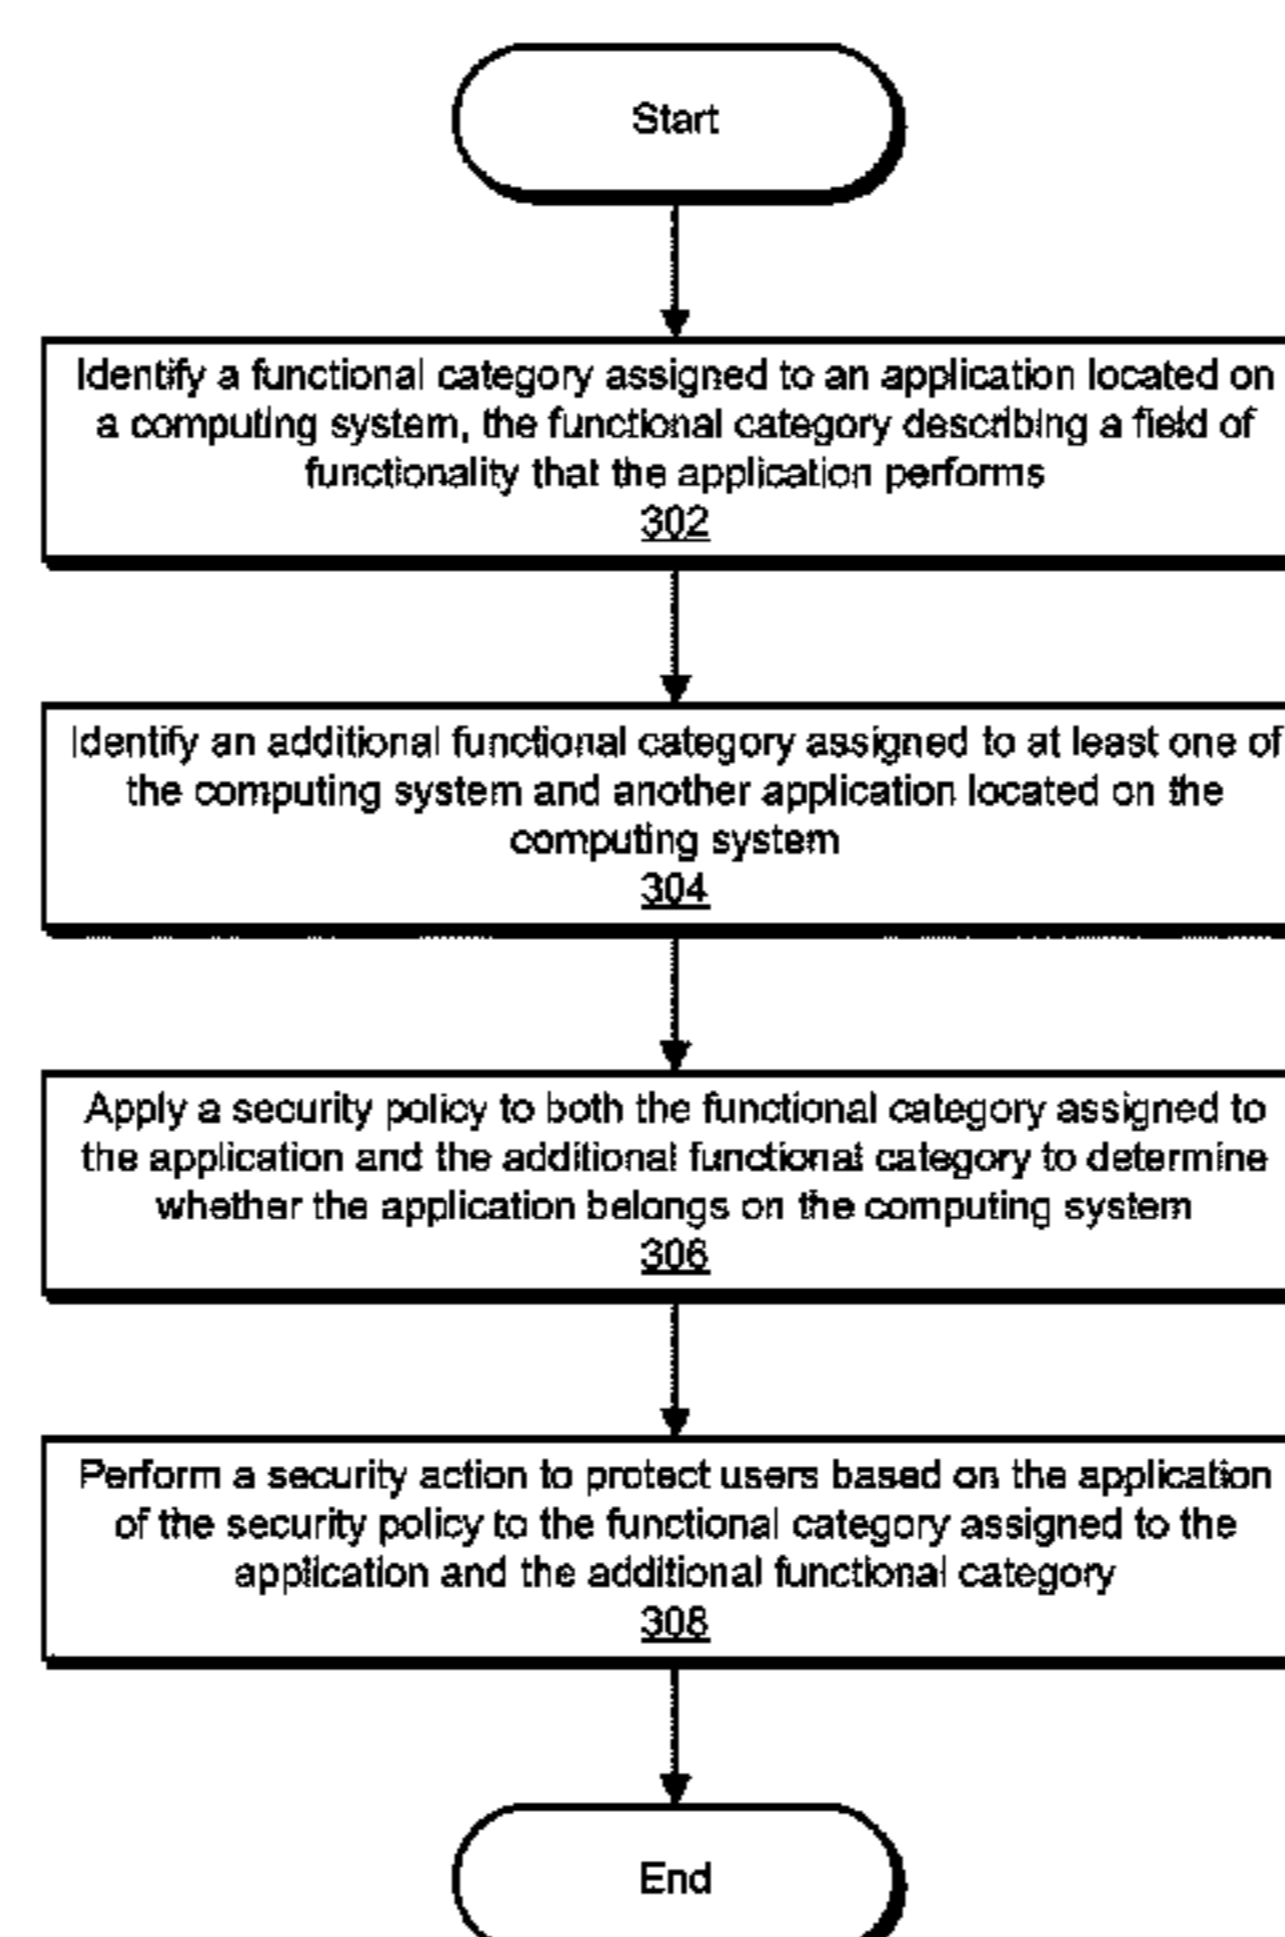 Start
Identify a functional category assigned to an application located on
a computing system, the functional category describing a field of
functionality that the application performs
302
Identify an additional functional category assigned to at least one of
the computing system and another application located on the
computing system
304
Apply a security policy to both the functional category assigned to
the application and the additional functional category to determine
whether the application belongs on the computing system
306
Perform a security action to protect users based on the application
of the security policy to the functional category assigned to the
application and the additional functional category
308
End